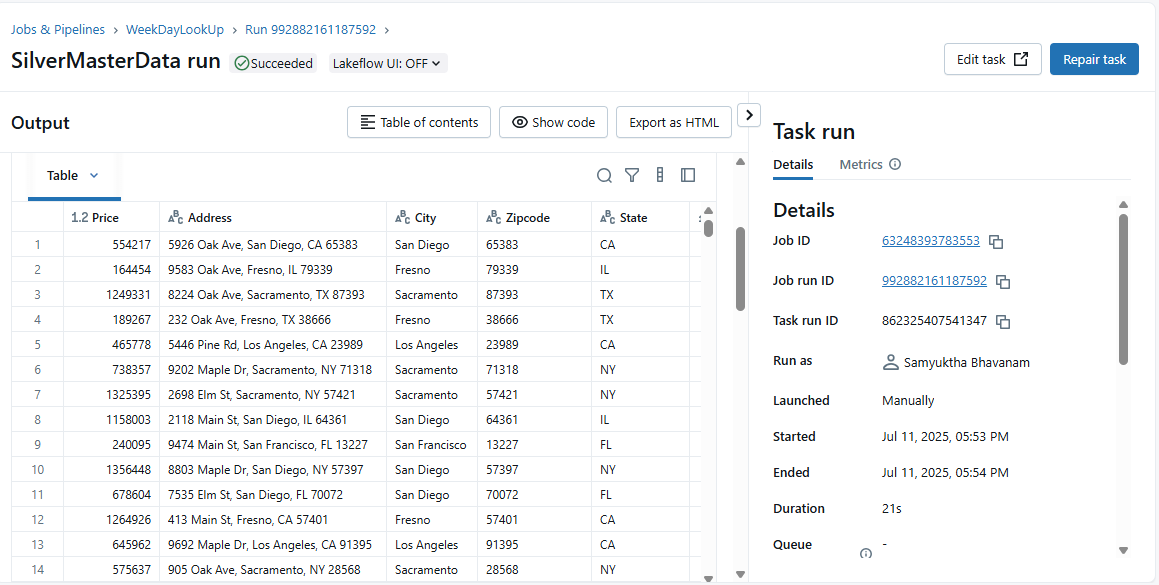 Jobs & Pipelines > WeekDayLookUp > Run 992882161187592 >
SilverMasterData run Succeeded Lakeflow UI: OFF
Edit task Repair task
Output
Table of contents Show code Export as HTML
Table
1.2 Price ABC Address ABC City ABC Zipcode ABC State
1 554217 5926 Oak Ave, San Diego, CA 65383 San Diego 65383 CA
2 164454 9583 Oak Ave, Fresno, IL 79339 Fresno 79339 IL
3 1249331 8224 Oak Ave, Sacramento, TX 87393 Sacramento 87393 TX
4 189267 232 Oak Ave, Fresno, TX 38666 Fresno 38666 TX
5 465778 5446 Pine Rd, Los Angeles, CA 23989 Los Angeles 23989 CA
6 738357 9202 Maple Dr, Sacramento, NY 71318 Sacramento 71318 NY
7 1325395 2698 Elm St, Sacramento, NY 57421 Sacramento 57421 NY
8 1158003 2118 Main St, San Diego, IL 64361 San Diego 64361 IL
9 240095 9474 Main St, San Francisco, FL 13227 San Francisco 13227 FL
10 1356448 8803 Maple Dr, San Diego, NY 57397 San Diego 57397 NY
11 678604 7535 Elm St, San Diego, FL 70072 San Diego 70072 FL
12 1264926 413 Main St, Fresno, CA 57401 Fresno 57401 CA
13 645962 9692 Maple Dr, Los Angeles, CA 91395 Los Angeles 91395 CA
14 575637 905 Oak Ave, Sacramento, NY 28568 Sacramento 28568 NY
Task run
Details Metrics
Details
Job ID 63248393783553
Job run ID 992882161187592
Task run ID 862325407541347
Run as Samyuktha Bhavanam
Launched Manually
Started Jul 11, 2025, 05:53 PM
Ended Jul 11, 2025, 05:54 PM
Duration 21s
Queue -